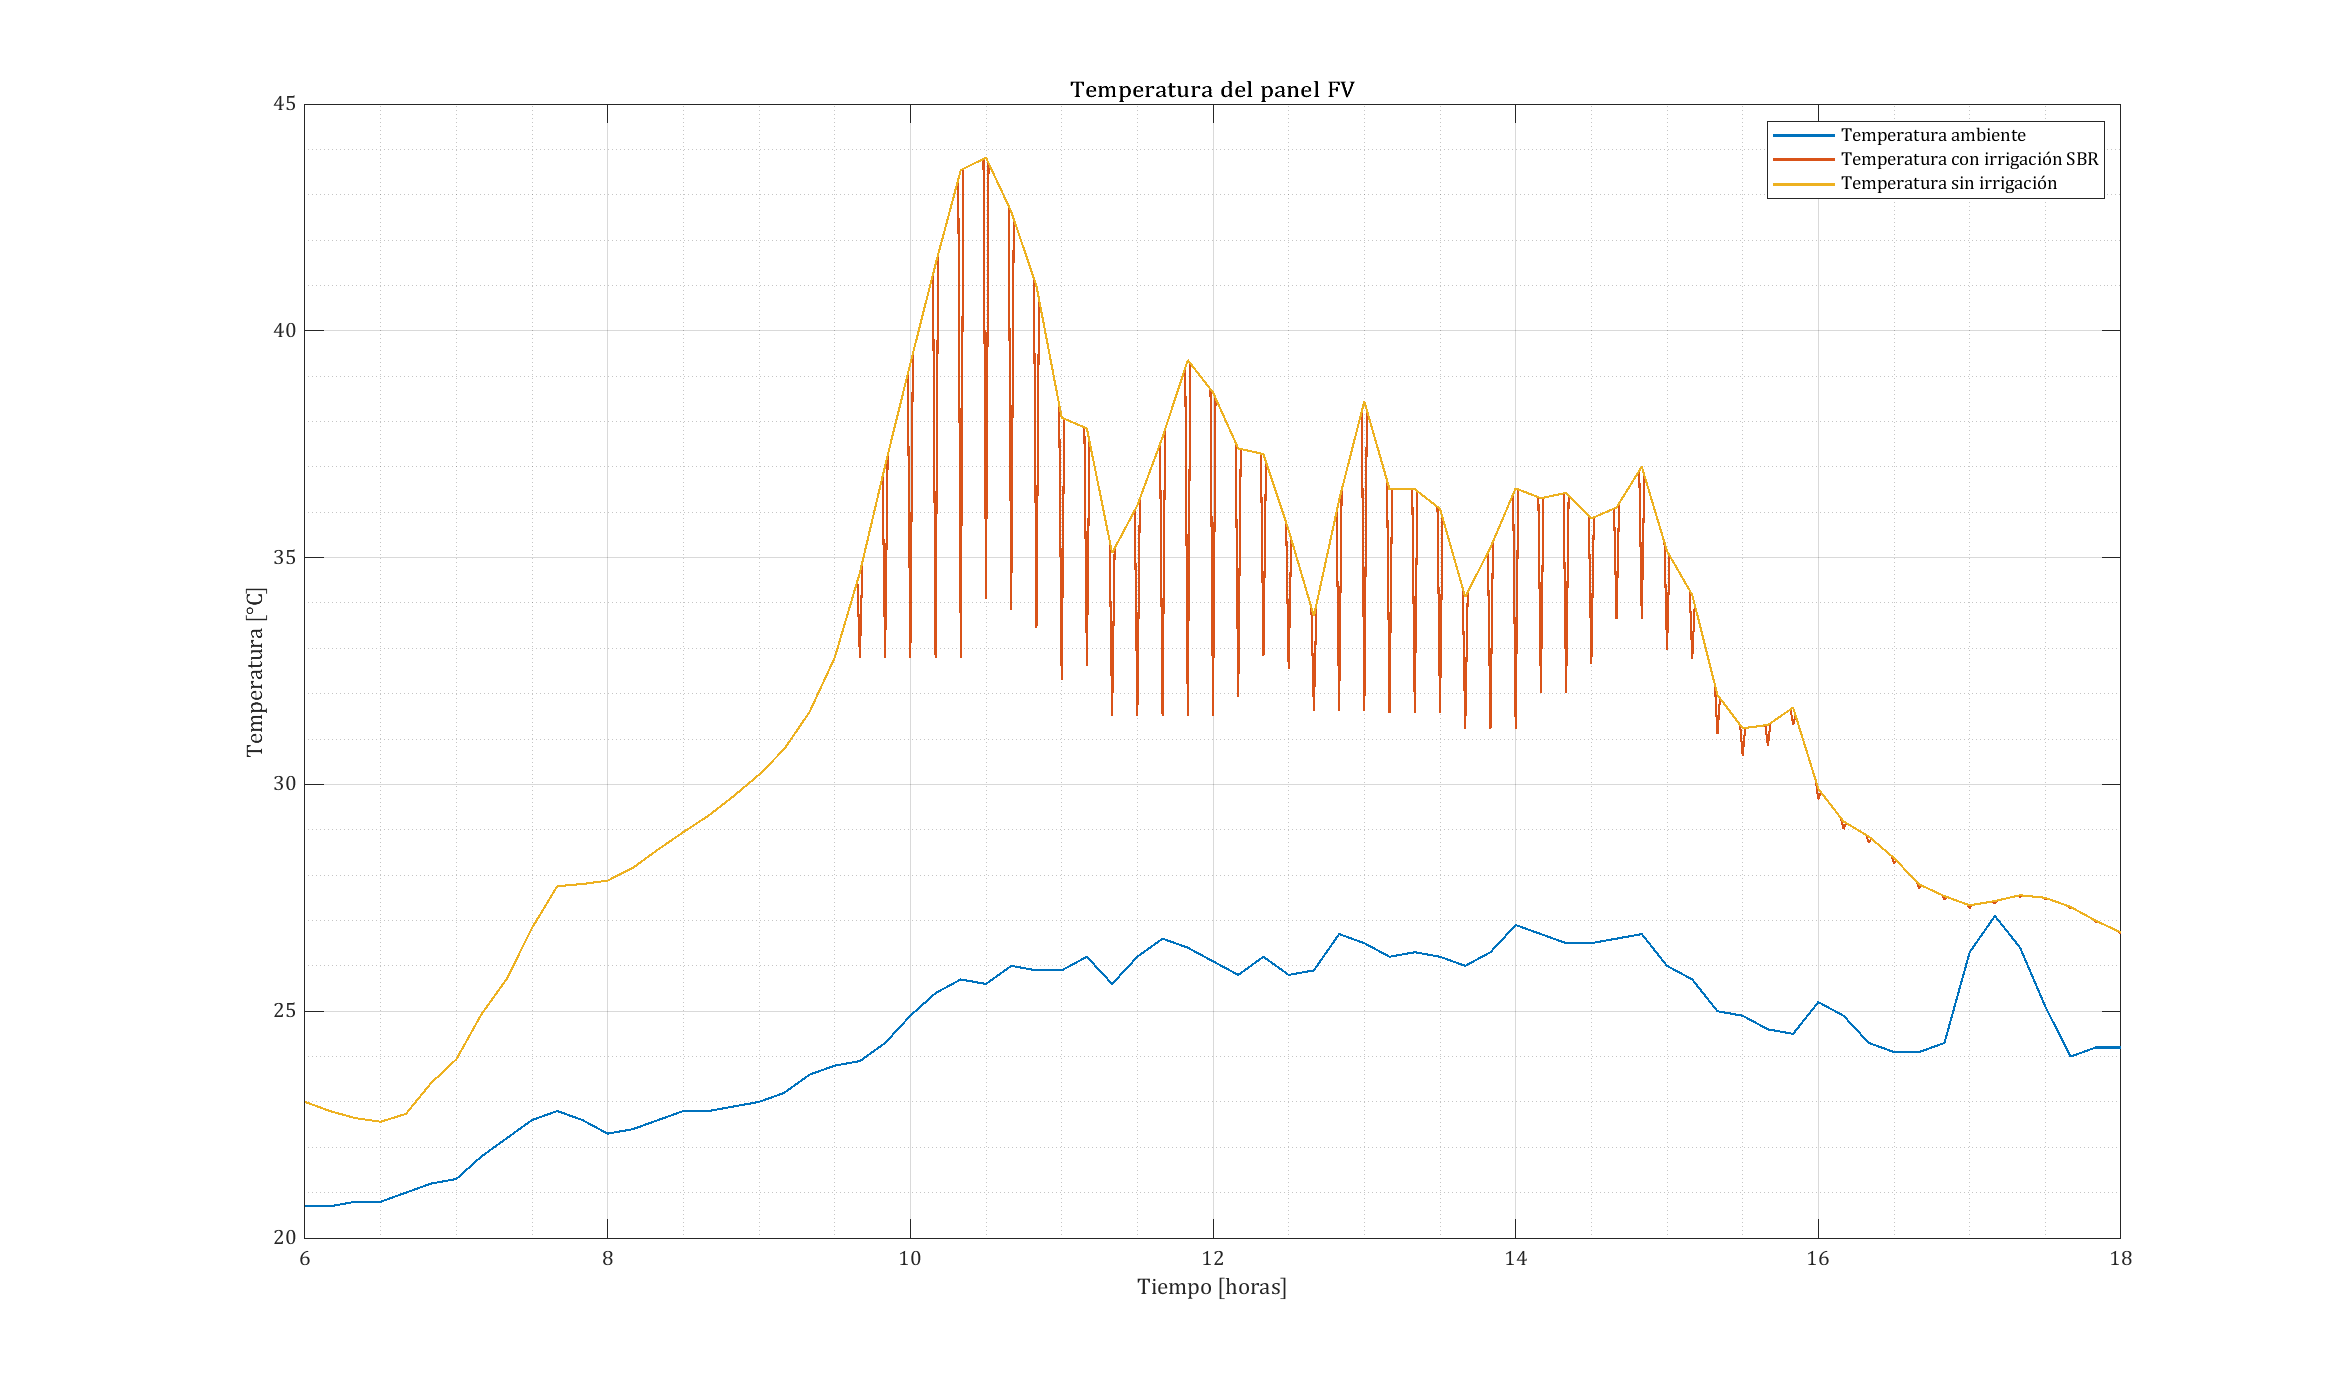 Temperatura del panel FV
Temperatura ambiente
Temperatura con irrigación SBR
Temperatura sin irrigación
Temperatura [°C]
45
40
35
30
25
20
6 8 10 12 14 16 18
Tiempo [horas]